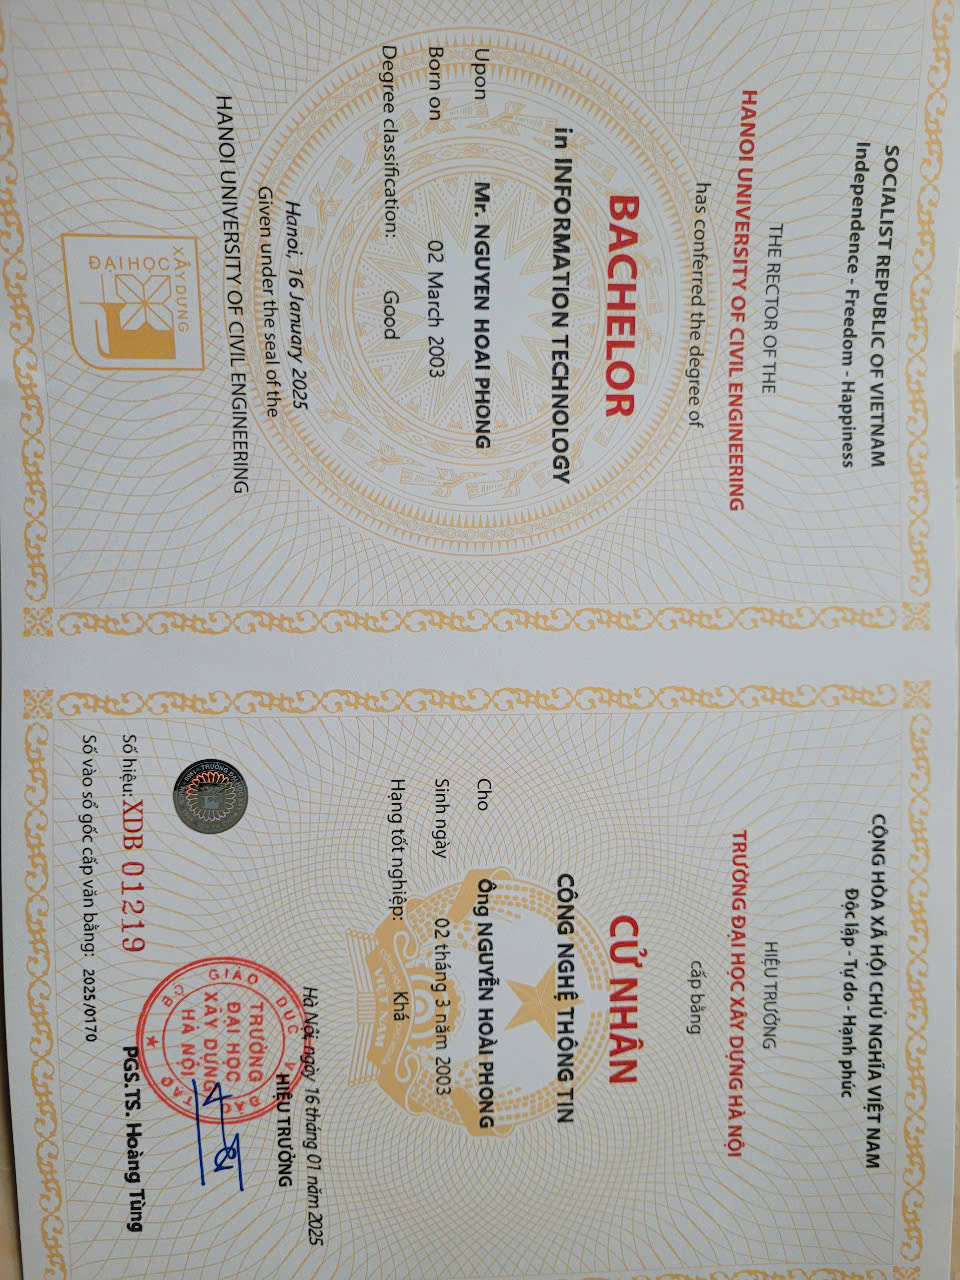 SOCIALIST REPUBLIC OF VIETNAM
Independence - Freedom - Happiness
THE RECTOR OF THE
HANOI UNIVERSITY OF CIVIL ENGINEERING
has conferred the degree of
BACHELOR
in INFORMATION TECHNOLOGY
Upon Mr. NGUYEN HOAI PHONG
Born on 02 March 2003
Degree classification: Good
Hanoi, 16 January 2025
Given under the seal of the
HANOI UNIVERSITY OF CIVIL ENGINEERING
XÂY DỰNG
ĐẠI HỌC
CỘNG HÒA XÃ HỘI CHỦ NGHĨA VIỆT NAM
Độc lập - Tự do - Hạnh phúc
HIỆU TRƯỞNG
TRƯỜNG ĐẠI HỌC XÂY DỰNG HÀ NỘI
cấp bằng
CỬ NHÂN
CÔNG NGHỆ THÔNG TIN
Cho Ông NGUYỄN HOÀI PHONG
Sinh ngày 02 tháng 3 năm 2003
Hạng tốt nghiệp: Khá
VIỆT NAM
Hà Nội, ngày 16 tháng 01 năm 2025
HIỆU TRƯỞNG
BỘ GIÁO DỤC VÀ ĐÀO TẠO
TRƯỜNG
ĐẠI HỌC
XÂY DỰNG
HÀ NỘI
PGS.TS. Hoàng Tùng
Số hiệu: XDB 01219
Số vào sổ gốc cấp văn bằng: 2025/0170